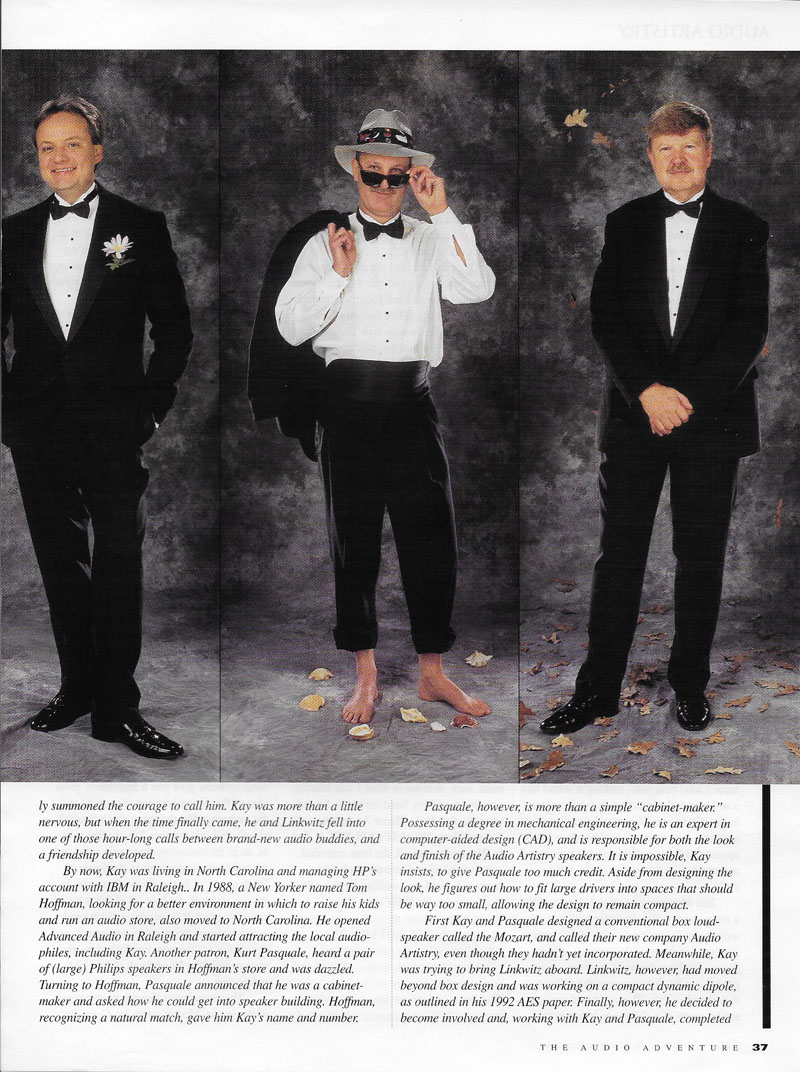 AUDIO ARTISTRY
ly summoned the courage to call him. Kay was more than a little
nervous, but when the time finally came, he and Linkwitz fell into
one of those hour-long calls between brand-new audio buddies, and
a friendship developed.
By now, Kay was living in North Carolina and managing HP's
account with IBM in Raleigh.. In 1988, a New Yorker named Tom
Hoffman, looking for a better environment in which to raise his kids
and run an audio store, also moved to North Carolina. He opened
Advanced Audio in Raleigh and started attracting the local audio-
philes, including Kay. Another patron, Kurt Pasquale, heard a pair
of (large) Philips speakers in Hoffman's store and was dazzled.
Turning to Hoffman, Pasquale announced that he was a cabinet-
maker and asked how he could get into speaker building. Hoffman,
recognizing a natural match, gave him Kay's name and number.
Pasquale, however, is more than a simple “cabinet-maker.”
Possessing a degree in mechanical engineering, he is an expert in
computer-aided design (CAD), and is responsible for both the look
and finish of the Audio Artistry speakers. It is impossible, Kay
insists, to give Pasquale too much credit. Aside from designing the
look, he figures out how to fit large drivers into spaces that should
be way too small, allowing the design to remain compact.
First Kay and Pasquale designed a conventional box loud-
speaker called the Mozart, and called their new company Audio
Artistry, even though they hadn't yet incorporated. Meanwhile, Kay
was trying to bring Linkwitz aboard. Linkwitz, however, had moved
beyond box design and was working on a compact dynamic dipole,
as outlined in his 1992 AES paper. Finally, however, he decided to
become involved and, working with Kay and Pasquale, completed
THE AUDIO ADVENTURE 37